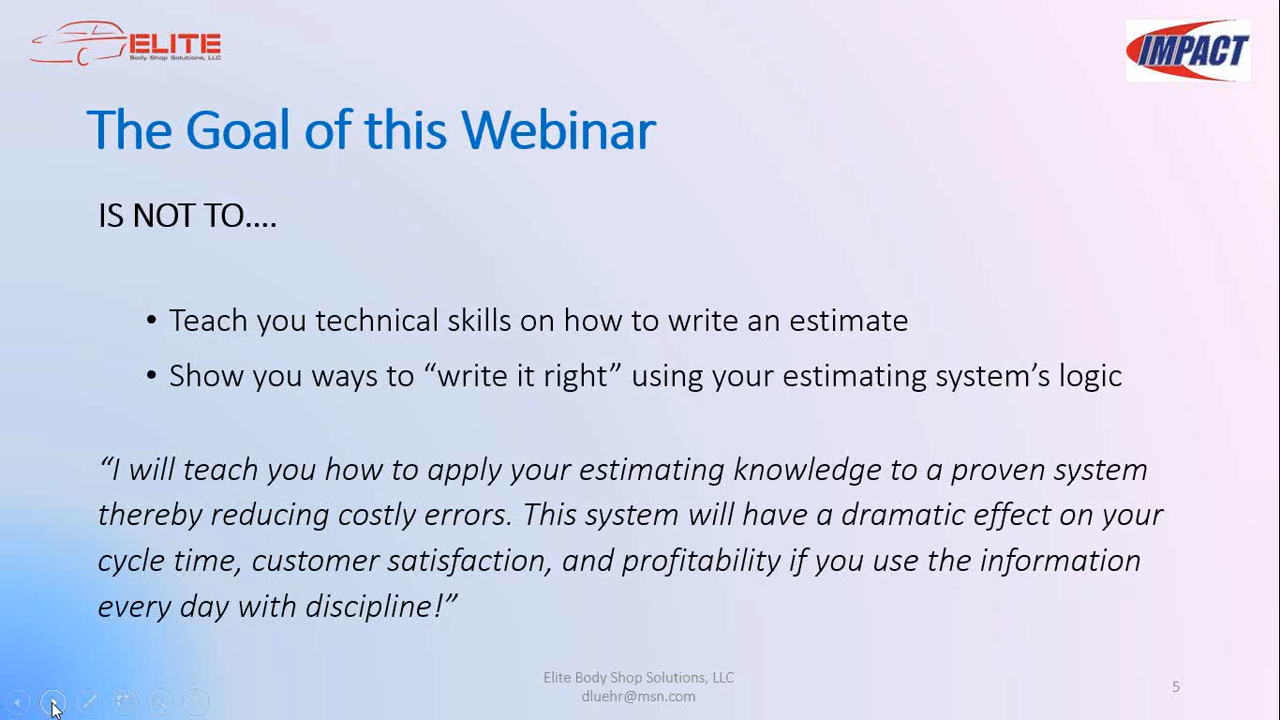 ELITE
Body Shop Solutions, LLC
IMPACT
The Goal of this Webinar
IS NOT TO....
• Teach you technical skills on how to write an estimate
• Show you ways to “write it right” using your estimating system’s logic
“I will teach you how to apply your estimating knowledge to a proven system
thereby reducing costly errors. This system will have a dramatic effect on your
cycle time, customer satisfaction, and profitability if you use the information
every day with discipline!”
Elite Body Shop Solutions, LLC
dluehr@msn.com
5